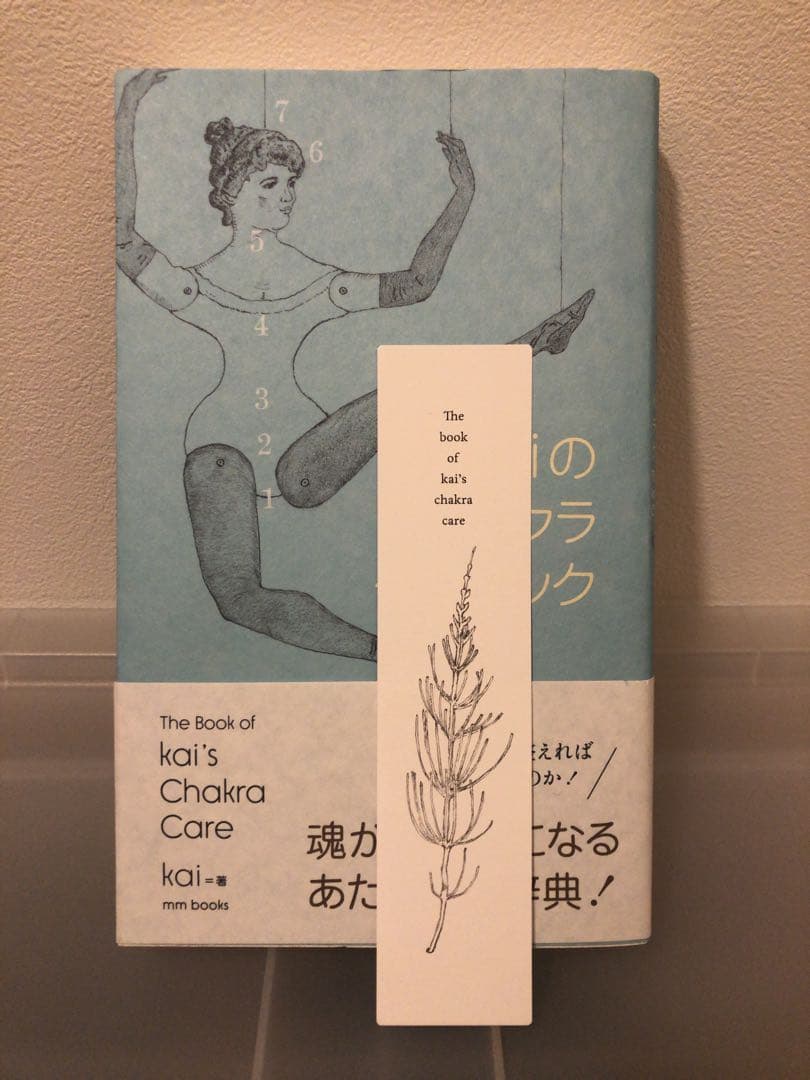 7
6
5
4
3
2
1
iの
フラ
ック
The
book
of
kai's
chakra
care
The Book of
kai's
Chakra
Care
kai=著
mm books
えれば
のか!
魂が になる
あた 辞典!